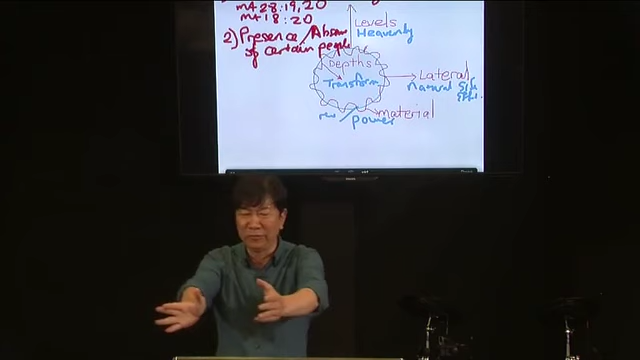 mt 28:19,20
mt 18:20
2) Presence / Absence
of certain people
Levels
Heavenly
Depths
Transform
Lateral
Natural
material
power